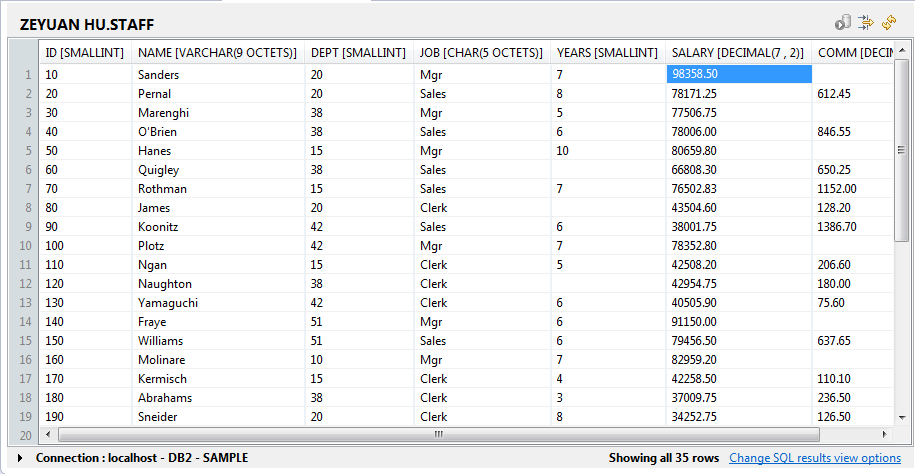 ZEYUAN HU.STAFF
ID [SMALLINT] NAME [VARCHAR(9 OCTETS)] DEPT [SMALLINT] JOB [CHAR(5 OCTETS)] YEARS [SMALLINT] SALARY [DECIMAL(7 , 2)] COMM [DECIM
1 10 Sanders 20 Mgr 7 98358.50
2 20 Pernal 20 Sales 8 78171.25 612.45
3 30 Marenghi 38 Mgr 5 77506.75
4 40 O'Brien 38 Sales 6 78006.00 846.55
5 50 Hanes 15 Mgr 10 80659.80
6 60 Quigley 38 Sales 66808.30 650.25
7 70 Rothman 15 Sales 7 76502.83 1152.00
8 80 James 20 Clerk 43504.60 128.20
9 90 Koonitz 42 Sales 6 38001.75 1386.70
10 100 Plotz 42 Mgr 7 78352.80
11 110 Ngan 15 Clerk 5 42508.20 206.60
12 120 Naughton 38 Clerk 42954.75 180.00
13 130 Yamaguchi 42 Clerk 6 40505.90 75.60
14 140 Fraye 51 Mgr 6 91150.00
15 150 Williams 51 Sales 6 79456.50 637.65
16 160 Molinare 10 Mgr 7 82959.20
17 170 Kermisch 15 Clerk 4 42258.50 110.10
18 180 Abrahams 38 Clerk 3 37009.75 236.50
19 190 Sneider 20 Clerk 8 34252.75 126.50
20
Connection : localhost - DB2 - SAMPLE Showing all 35 rows Change SQL results view options